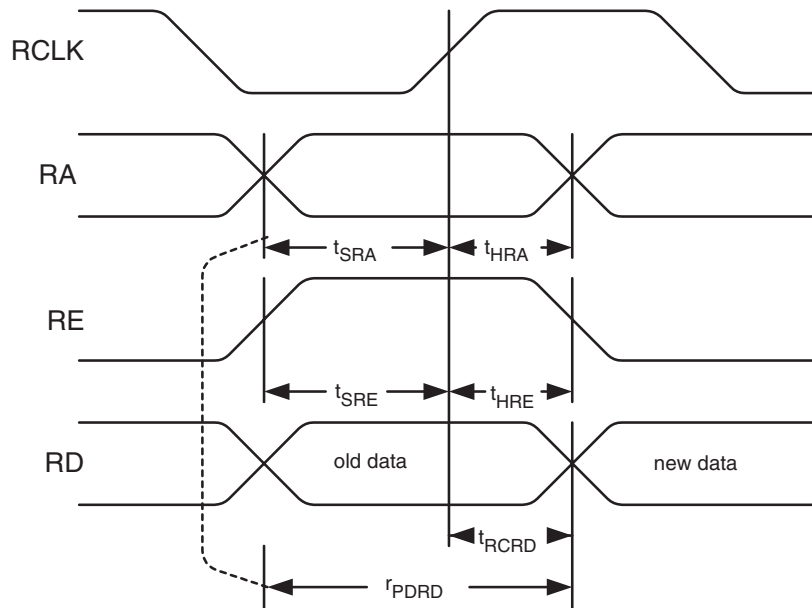 RCLK
RA
tSRA tHRA
RE
tSRE tHRE
RD old data new data
tRCRD
rPDRD